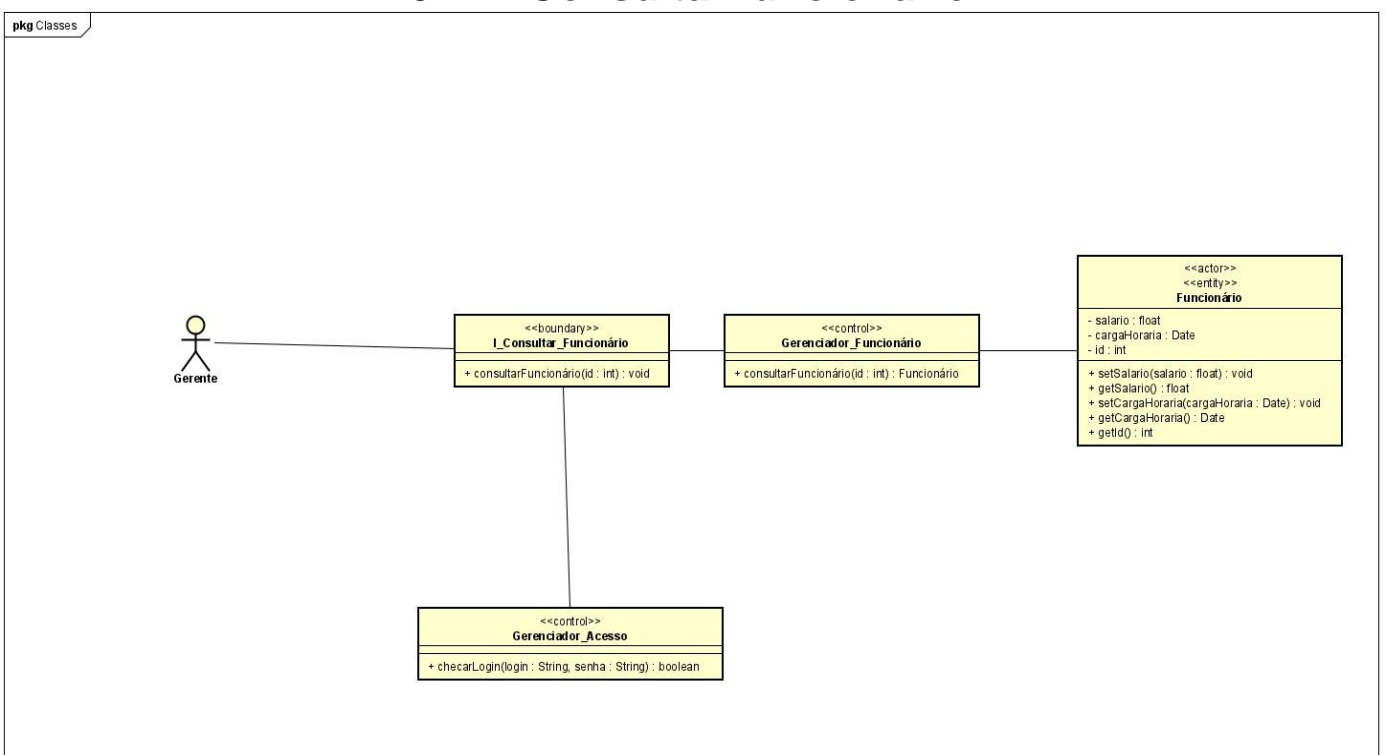 pkg Classes
Gerente
<<boundary>>
I_Consultar_Funcionário
+ consultarFuncionário(id : int) : void
<<control>>
Gerenciador_Funcionário
+ consultarFuncionário(id : int) : Funcionário
<<actor>>
<<entity>>
Funcionário
- salario : float
- cargaHoraria : Date
- id : int
+ setSalario(salario : float) : void
+ getSalario() : float
+ setCargaHoraria(cargaHoraria : Date) : void
+ getCargaHoraria() : Date
+ getId() : int
<<control>>
Gerenciador_Acesso
+ checarLogin(login : String, senha : String) : boolean